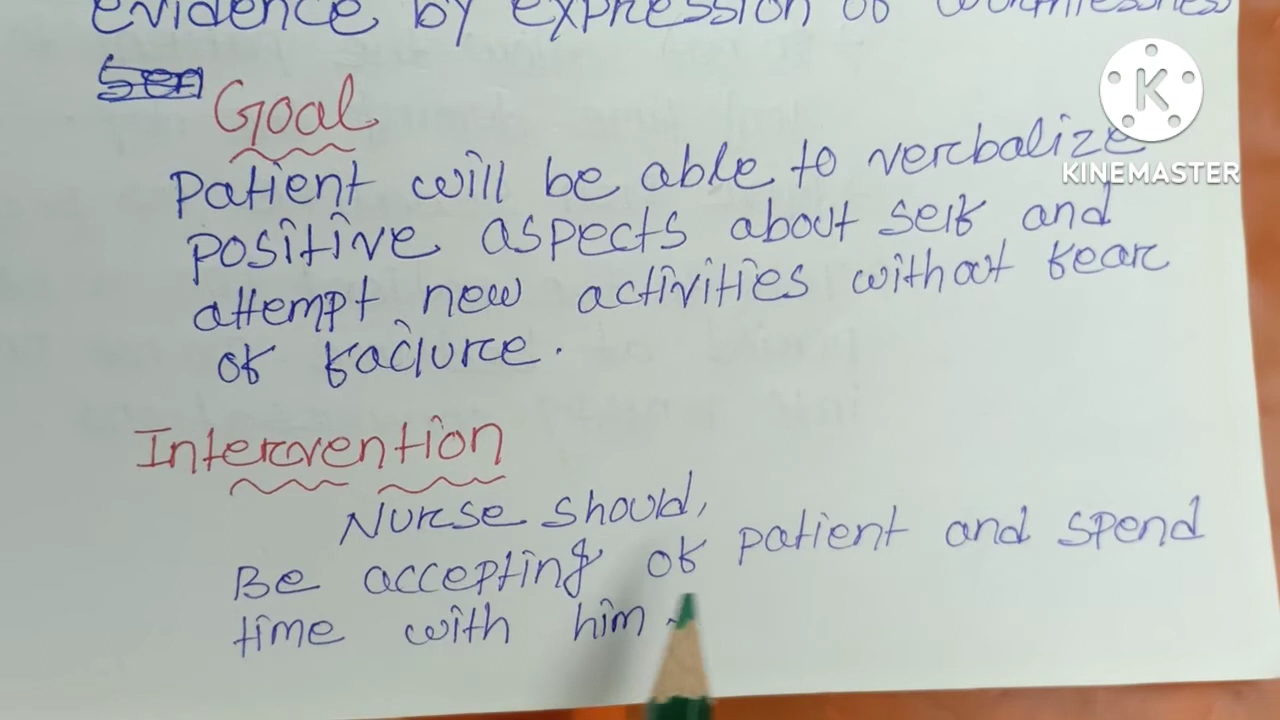 evidence by expression of worthlessness
Goal
Patient will be able to verbalize
positive aspects about self and
attempt new activities without fear
of failure.
Intervention
Nurse should,
Be accepting of patient and spend
time with him
K
KINEMASTER